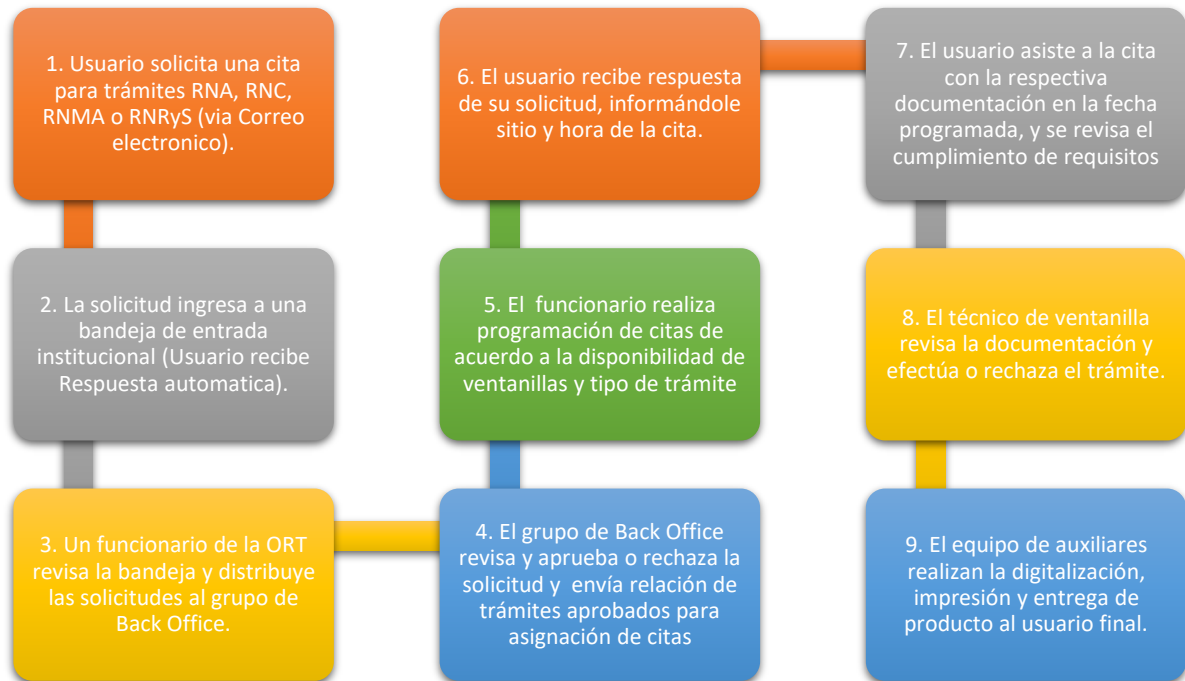 1. Usuario solicita una cita
para trámites RNA, RNC,
RNMA o RNRyS (via Correo
electronico).
2. La solicitud ingresa a una
bandeja de entrada
institucional (Usuario recibe
Respuesta automatica).
3. Un funcionario de la ORT
revisa la bandeja y distribuye
las solicitudes al grupo de
Back Office.
4. El grupo de Back Office
revisa y aprueba o rechaza la
solicitud y envía relación de
trámites aprobados para
asignación de citas
5. El funcionario realiza
programación de citas de
acuerdo a la disponibilidad de
ventanillas y tipo de trámite
6. El usuario recibe respuesta
de su solicitud, informándole
sitio y hora de la cita.
7. El usuario asiste a la cita
con la respectiva
documentación en la fecha
programada, y se revisa el
cumplimiento de requisitos
8. El técnico de ventanilla
revisa la documentación y
efectúa o rechaza el trámite.
9. El equipo de auxiliares
realizan la digitalización,
impresión y entrega de
producto al usuario final.